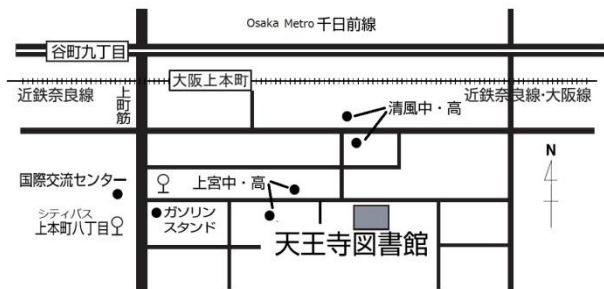 Osaka Metro 千日前線
谷町九丁目
大阪上本町
近鉄奈良線
上町筋
近鉄奈良線・大阪線
清風中・高
N
国際交流センター
上宮中・高
シティバス
上本町八丁目
ガソリン
スタンド
天王寺図書館